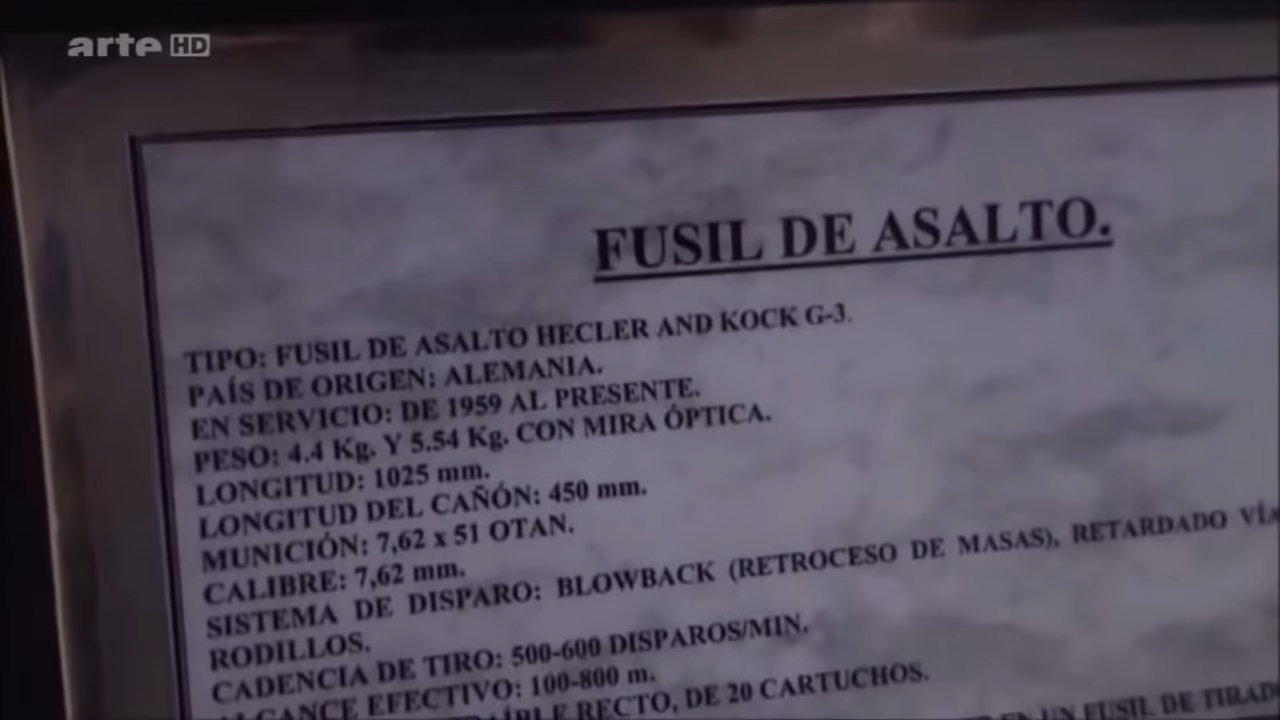 arte HD
FUSIL DE ASALTO.
TIPO: FUSIL DE ASALTO HECLER AND KOCK G-3.
PAÍS DE ORIGEN: ALEMANIA.
EN SERVICIO: DE 1959 AL PRESENTE.
PESO: 4.4 Kg. Y 5.54 Kg. CON MIRA ÓPTICA.
LONGITUD: 1025 mm.
LONGITUD DEL CAÑÓN: 450 mm.
MUNICIÓN: 7,62 x 51 OTAN.
CALIBRE: 7,62 mm.
SISTEMA DE DISPARO: BLOWBACK (RETROCESO DE MASAS), RETARDADO VÍA
RODILLOS.
CADENCIA DE TIRO: 500-600 DISPAROS/MIN.
ALCANCE EFECTIVO: 100-800 m.
RECTO, DE 20 CARTUCHOS.
UN FUSIL DE